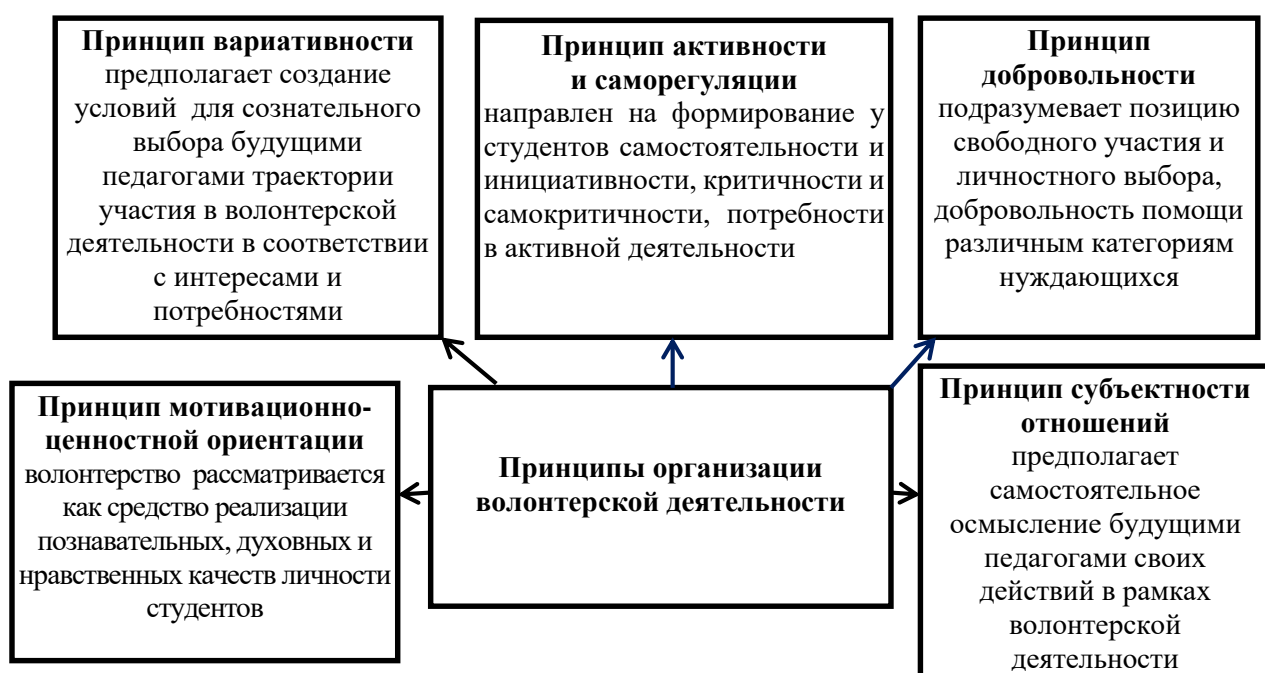 Принцип вариативности
предполагает создание
условий для сознательного
выбора будущими
педагогами траектории
участия в волонтерской
деятельности в соответствии
с интересами и
потребностями
Принцип активности
и саморегуляции
направлен на формирование у
студентов самостоятельности и
инициативности, критичности и
самокритичности, потребности
в активной деятельности
Принцип
добровольности
подразумевает позицию
свободного участия и
личностного выбора,
добровольность помощи
различным категориям
нуждающихся
Принцип мотивационно-
ценностной ориентации
волонтерство рассматривается
как средство реализации
познавательных, духовных и
нравственных качеств личности
студентов
Принципы организации
волонтерской деятельности
Принцип субъектности
отношений
предполагает
самостоятельное
осмысление будущими
педагогами своих
действий в рамках
волонтерской
деятельности